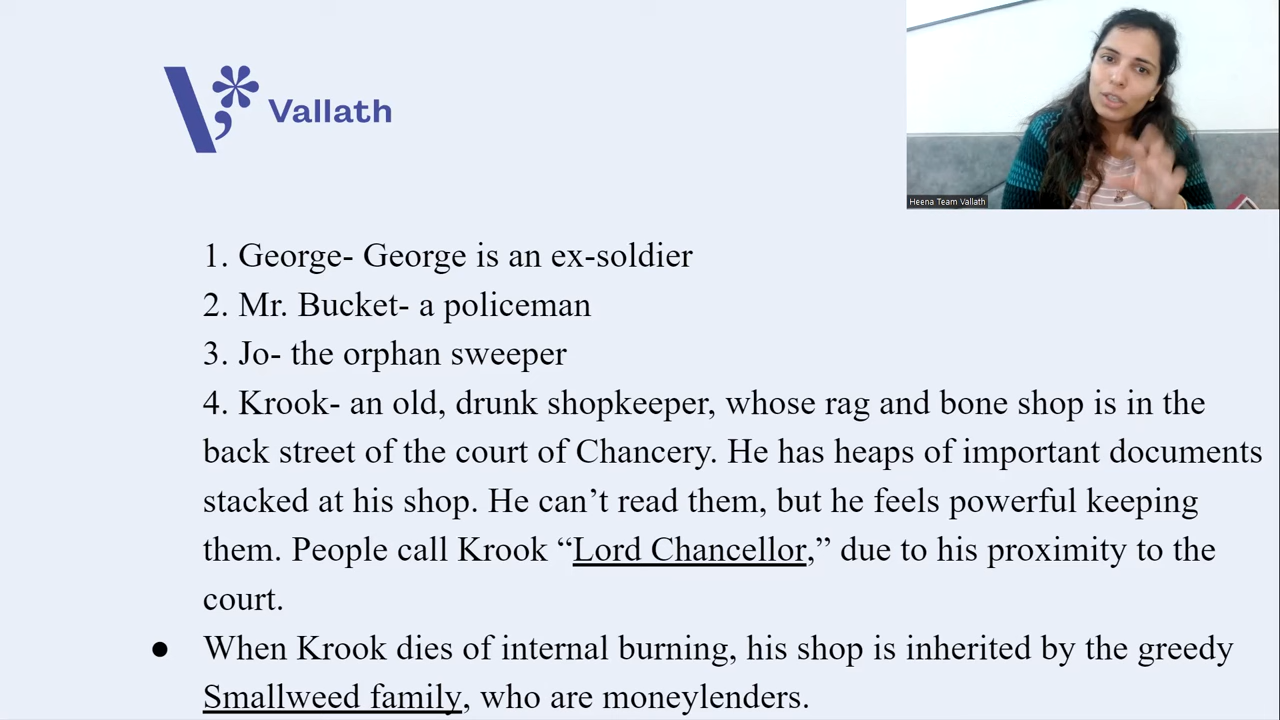 Vallath
Heena Team Vallath
1. George- George is an ex-soldier
2. Mr. Bucket- a policeman
3. Jo- the orphan sweeper
4. Krook- an old, drunk shopkeeper, whose rag and bone shop is in the
back street of the court of Chancery. He has heaps of important documents
stacked at his shop. He can’t read them, but he feels powerful keeping
them. People call Krook “Lord Chancellor,” due to his proximity to the
court.
● When Krook dies of internal burning, his shop is inherited by the greedy
Smallweed family, who are moneylenders.